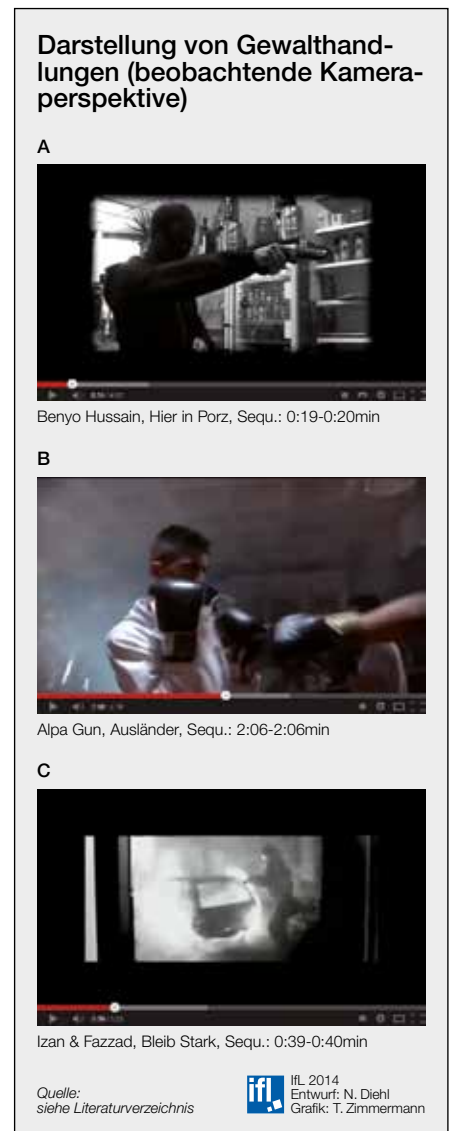 Darstellung von Gewalthand-
lungen (beobachtende Kamera-
perspektive)
A
Benyo Hussain, Hier in Porz, Sequ.: 0:19-0:20min
B
Alpa Gun, Ausländer, Sequ.: 2:06-2:06min
C
Izan & Fazzad, Bleib Stark, Sequ.: 0:39-0:40min
Quelle:
siehe Literaturverzeichnis
ifl
IfL 2014
Entwurf: N. Diehl
Grafik: T. Zimmermann